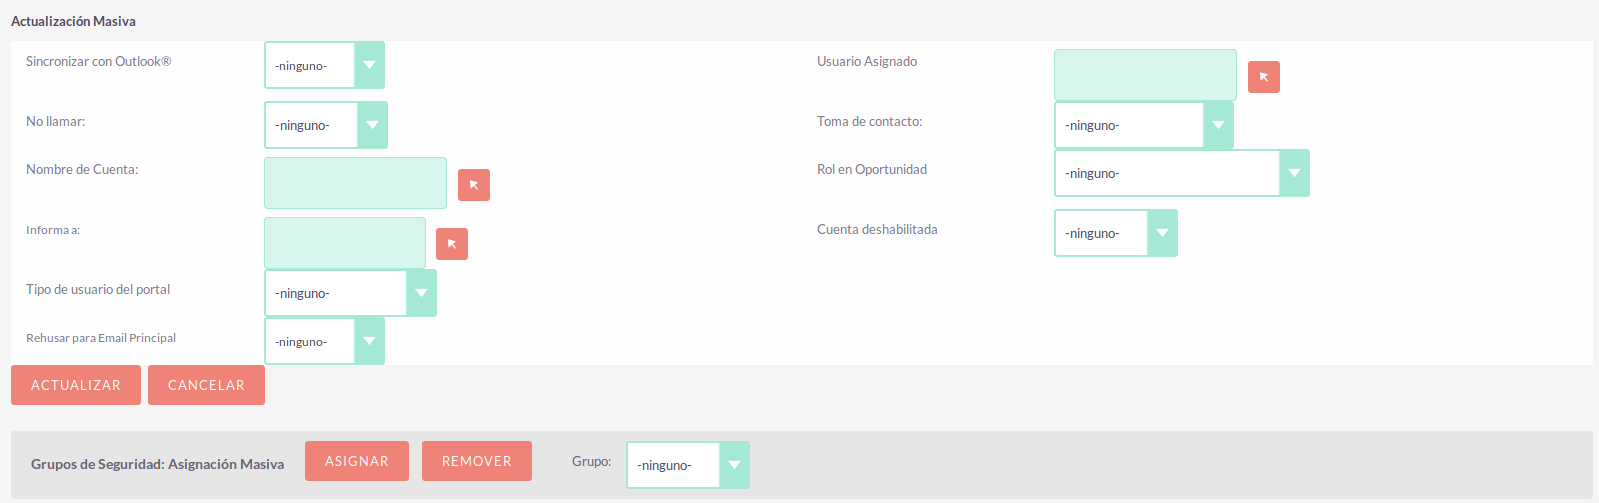 Actualización Masiva
Sincronizar con Outlook® -ninguno- Usuario Asignado
No llamar: -ninguno- Toma de contacto: -ninguno-
Nombre de Cuenta: Rol en Oportunidad -ninguno-
Informa a: Cuenta deshabilitada -ninguno-
Tipo de usuario del portal -ninguno-
Rehusar para Email Principal -ninguno-
ACTUALIZAR CANCELAR
Grupos de Seguridad: Asignación Masiva ASIGNAR REMOVER Grupo: -ninguno-